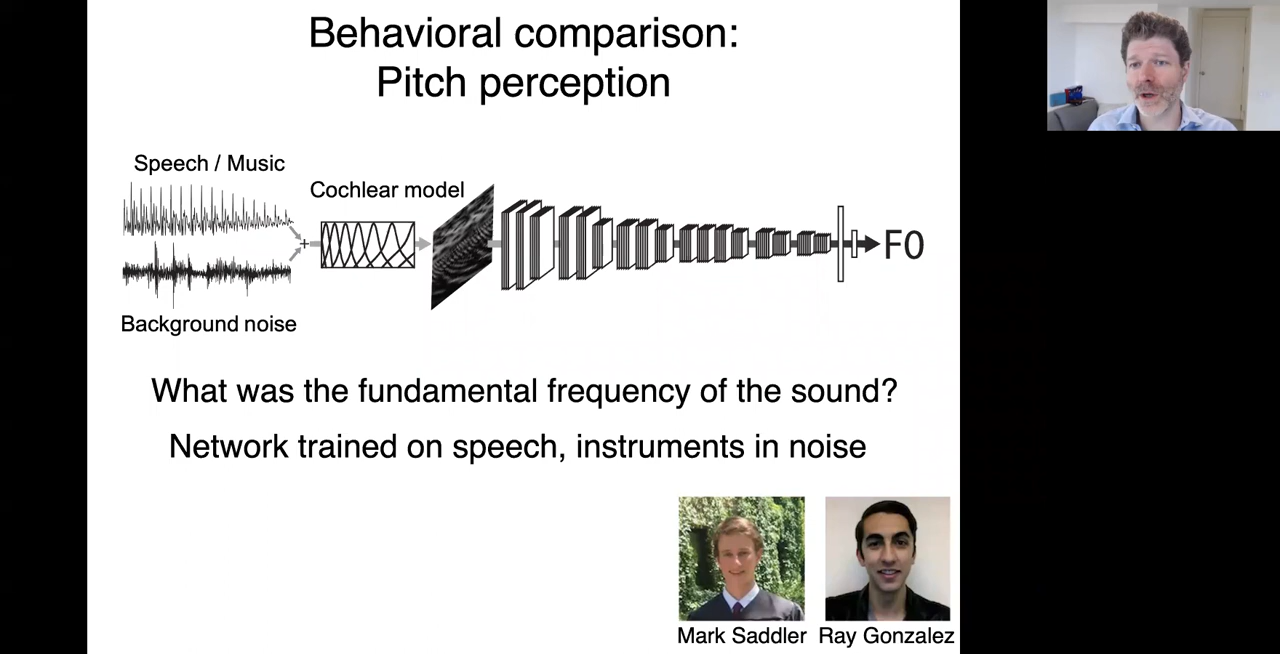 Behavioral comparison:
Pitch perception
Speech / Music
Cochlear model
+
F0
Background noise
What was the fundamental frequency of the sound?
Network trained on speech, instruments in noise
Mark Saddler
Ray Gonzalez